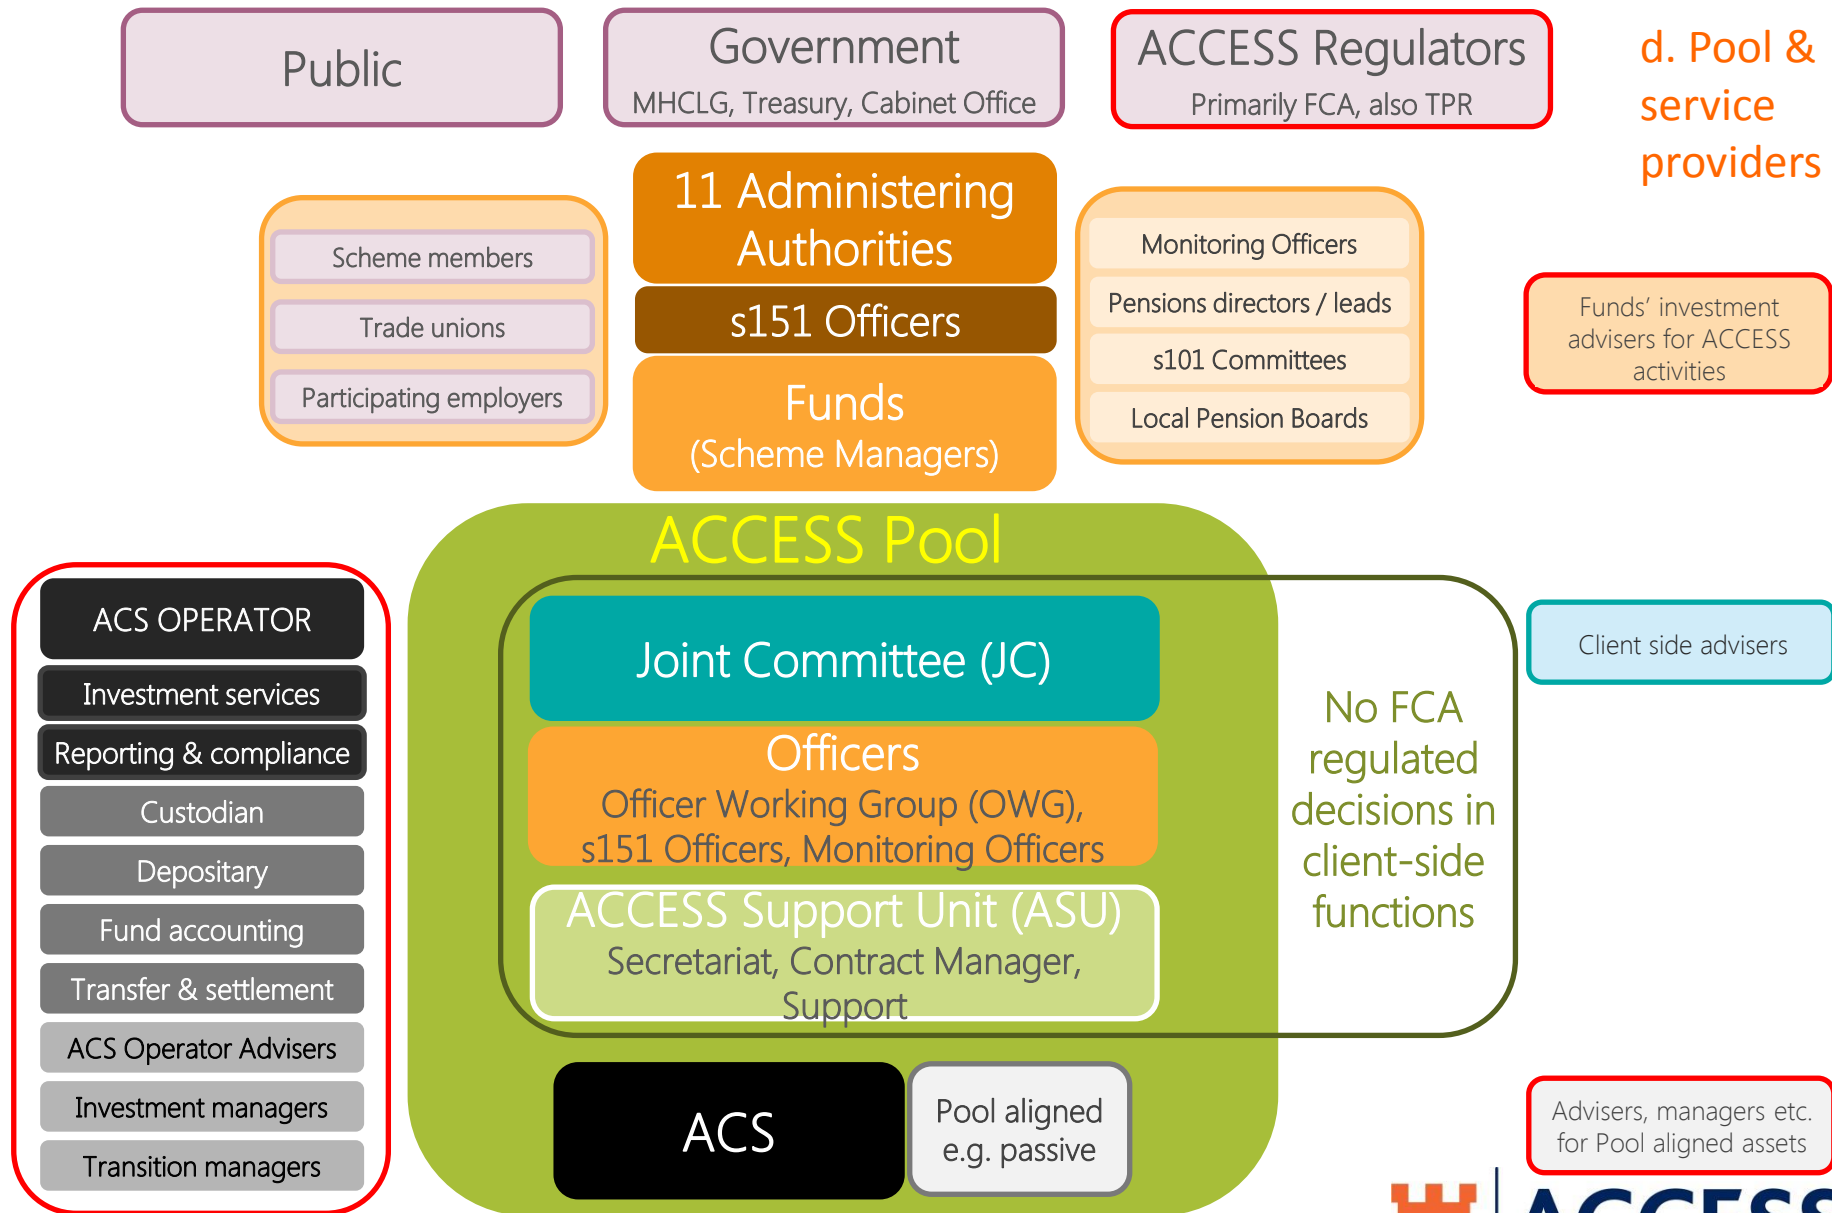 Public
Government
MHCLG, Treasury, Cabinet Office
ACCESS Regulators
Primarily FCA, also TPR
d. Pool &
service
providers
11 Administering
Authorities
s151 Officers
Funds
(Scheme Managers)
Scheme members
Trade unions
Participating employers
Monitoring Officers
Pensions directors / leads
s101 Committees
Local Pension Boards
Funds' investment
advisers for ACCESS
activities
ACCESS Pool
Joint Committee (JC)
Officers
Officer Working Group (OWG),
s151 Officers, Monitoring Officers
ACCESS Support Unit (ASU)
Secretariat, Contract Manager,
Support
No FCA
regulated
decisions in
client-side
functions
Client side advisers
ACS OPERATOR
Investment services
Reporting & compliance
Custodian
Depositary
Fund accounting
Transfer & settlement
ACS Operator Advisers
Investment managers
Transition managers
ACS
Pool aligned
e.g. passive
Advisers, managers etc.
for Pool aligned assets
ACCESS